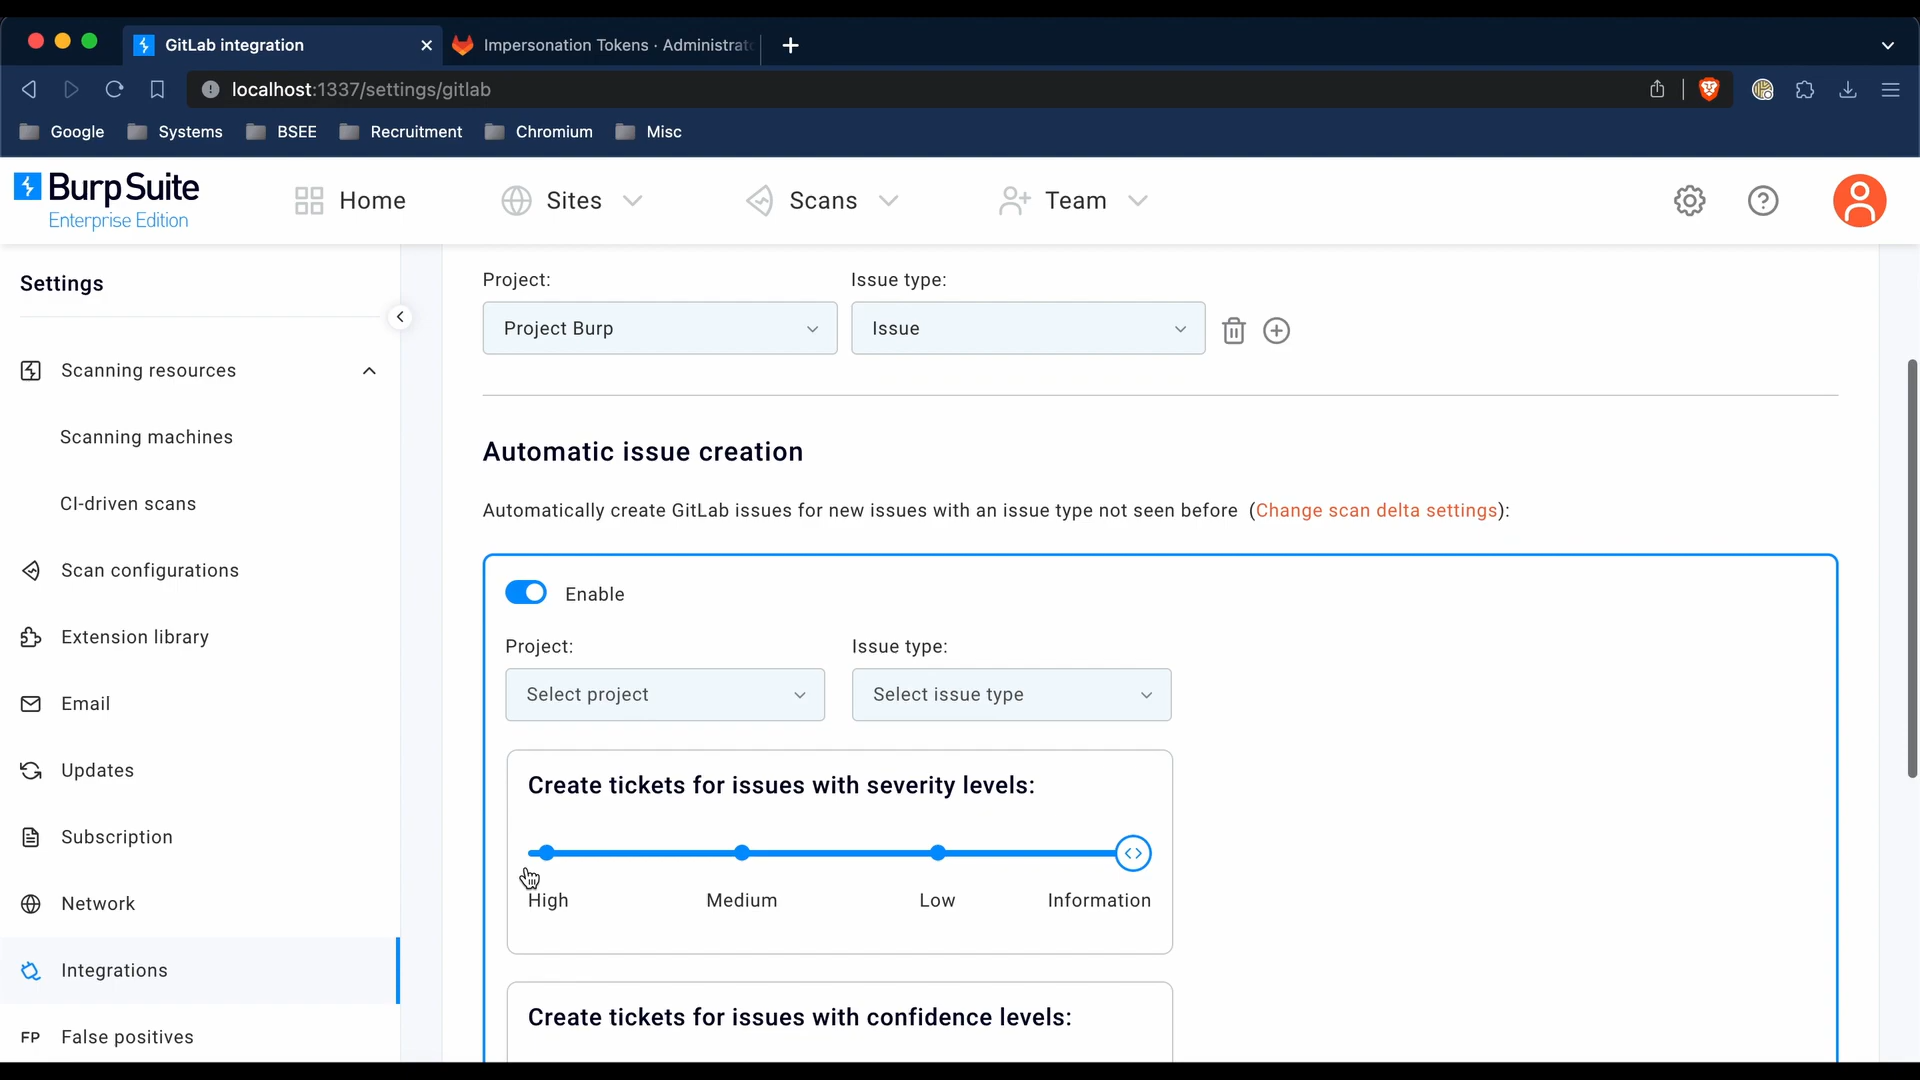 GitLab integration
Impersonation Tokens · Administrat
localhost:1337/settings/gitlab
Google Systems BSEE Recruitment Chromium Misc
Burp Suite
Enterprise Edition
Home Sites Scans Team
Settings
Scanning resources
Scanning machines
CI-driven scans
Scan configurations
Extension library
Email
Updates
Subscription
Network
Integrations
FP False positives
Project: Issue type:
Project Burp Issue
Automatic issue creation
Automatically create GitLab issues for new issues with an issue type not seen before (Change scan delta settings):
Enable
Project: Issue type:
Select project Select issue type
Create tickets for issues with severity levels:
High Medium Low Information
Create tickets for issues with confidence levels: